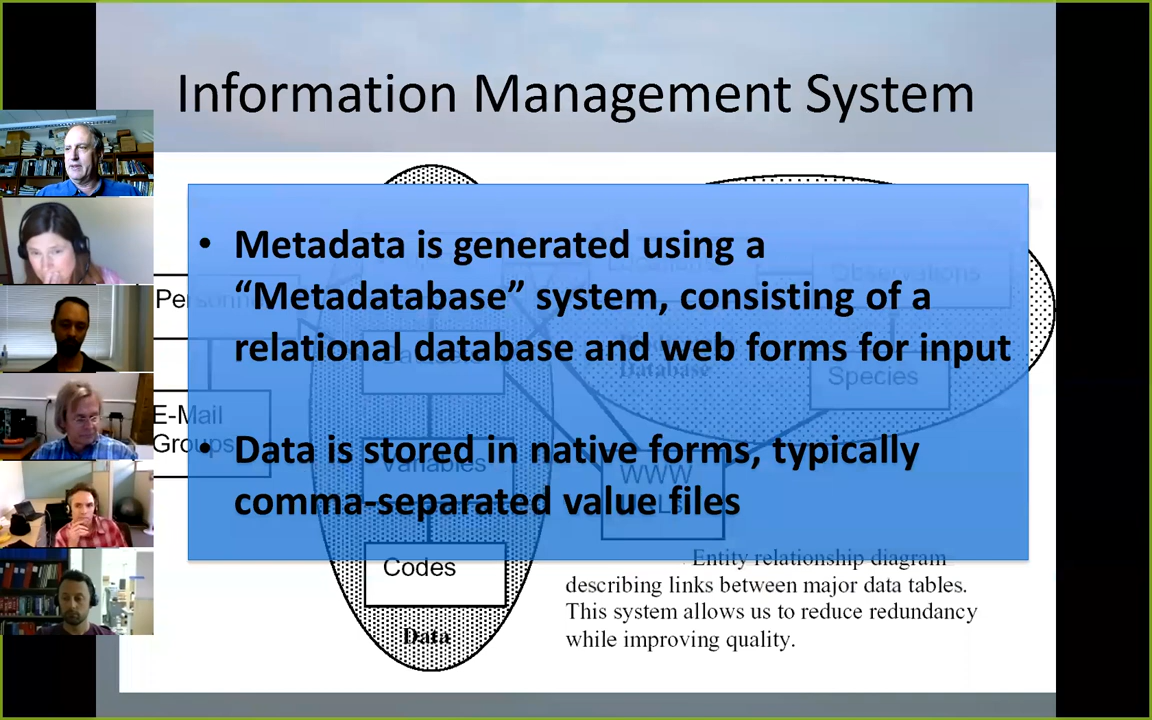 Information Management System
• Metadata is generated using a
“Metadatabase” system, consisting of a
relational database and web forms for input
• Data is stored in native forms, typically
comma-separated value files
Observations
Database
Species
E-Mail
Groups
Variables
WWW
Codes
Data
Entity relationship diagram
describing links between major data tables.
This system allows us to reduce redundancy
while improving quality.